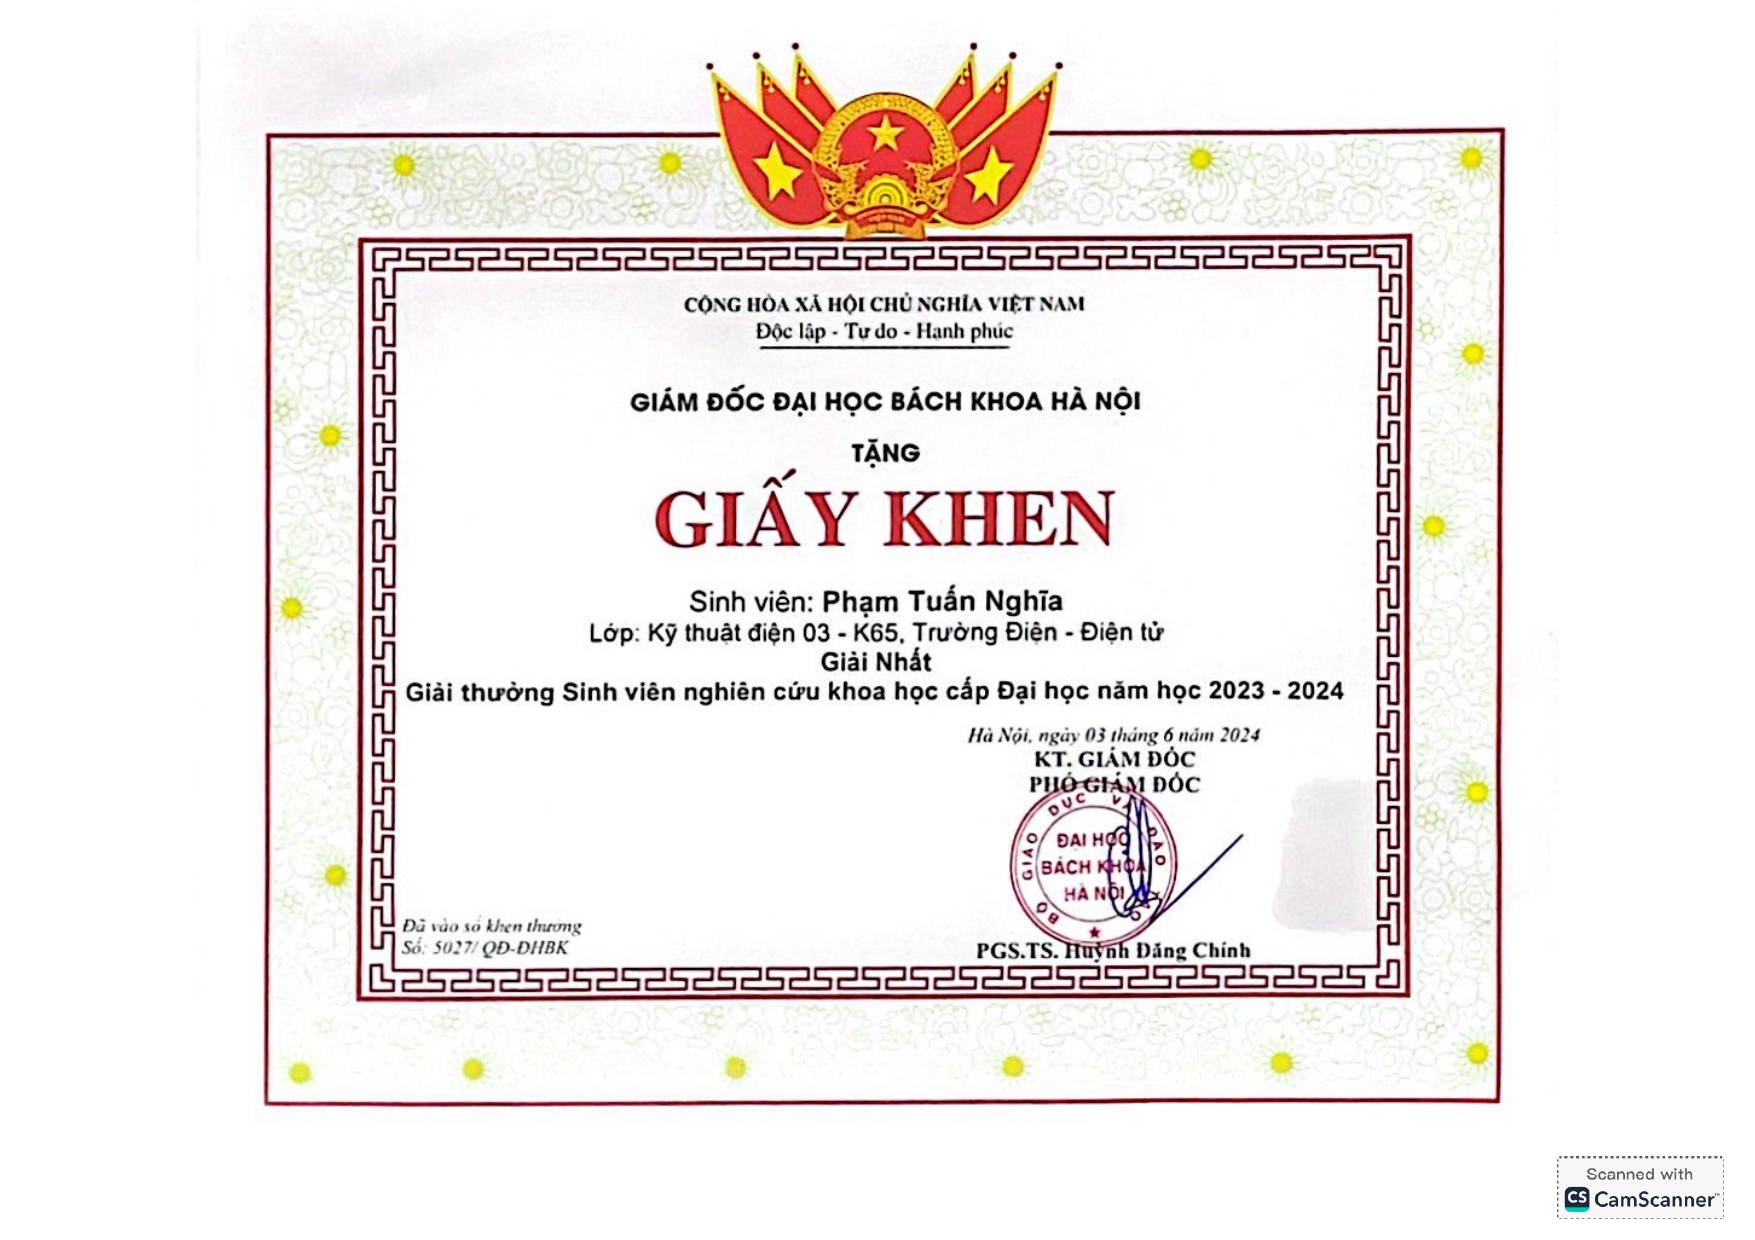 CỘNG HÒA XÃ HỘI CHỦ NGHĨA VIỆT NAM
Độc lập - Tự do - Hạnh phúc
GIÁM ĐỐC ĐẠI HỌC BÁCH KHOA HÀ NỘI
TẶNG
GIẤY KHEN
Sinh viên: Phạm Tuấn Nghĩa
Lớp: Kỹ thuật điện 03 - K65, Trường Điện - Điện tử
Giải Nhất
Giải thưởng Sinh viên nghiên cứu khoa học cấp Đại học năm học 2023 - 2024
Hà Nội, ngày 03 tháng 6 năm 2024
KT. GIÁM ĐỐC
PHÓ GIÁM ĐỐC
BỘ GIÁO DỤC VÀ ĐÀO TẠO
ĐẠI HỌC
BÁCH KHOA
HÀ NỘI
PGS.TS. Huỳnh Đăng Chính
Đã vào sổ khen thưởng
Số: 5027/ QĐ-ĐHBK
Scanned with
CS CamScanner™